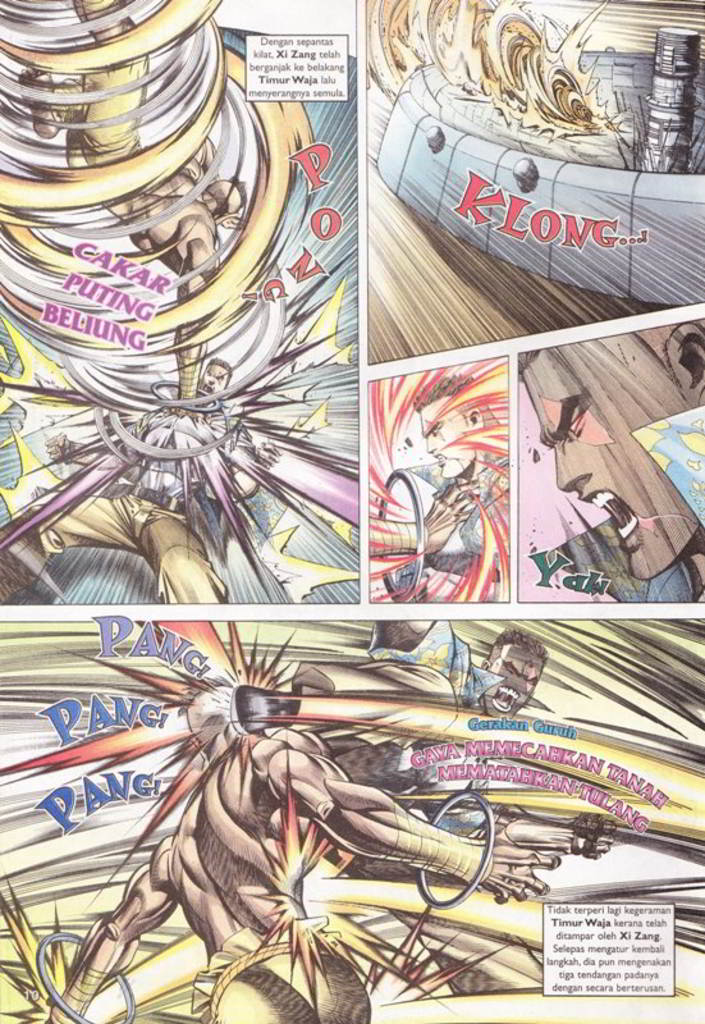 Dengan sepantas
kilat, Xi Zang telah
berganjak ke belakang
Timur Waja lalu
menyerangnya semula.
PONG!
CAKAR
PUTING
BELIUNG
KLONG...!
Yak
PANG!
PANG!
PANG!
Gerakan Guruh
GAYA MEMECAHKAN TANAH
MEMATAHKAN TULANG
Tidak terperi lagi kegeraman
Timur Waja kerana telah
ditampar oleh Xi Zang.
Selepas mengatur kembali
langkah, dia pun mengenakan
tiga tendangan padanya
dengan secara berterusan.
10